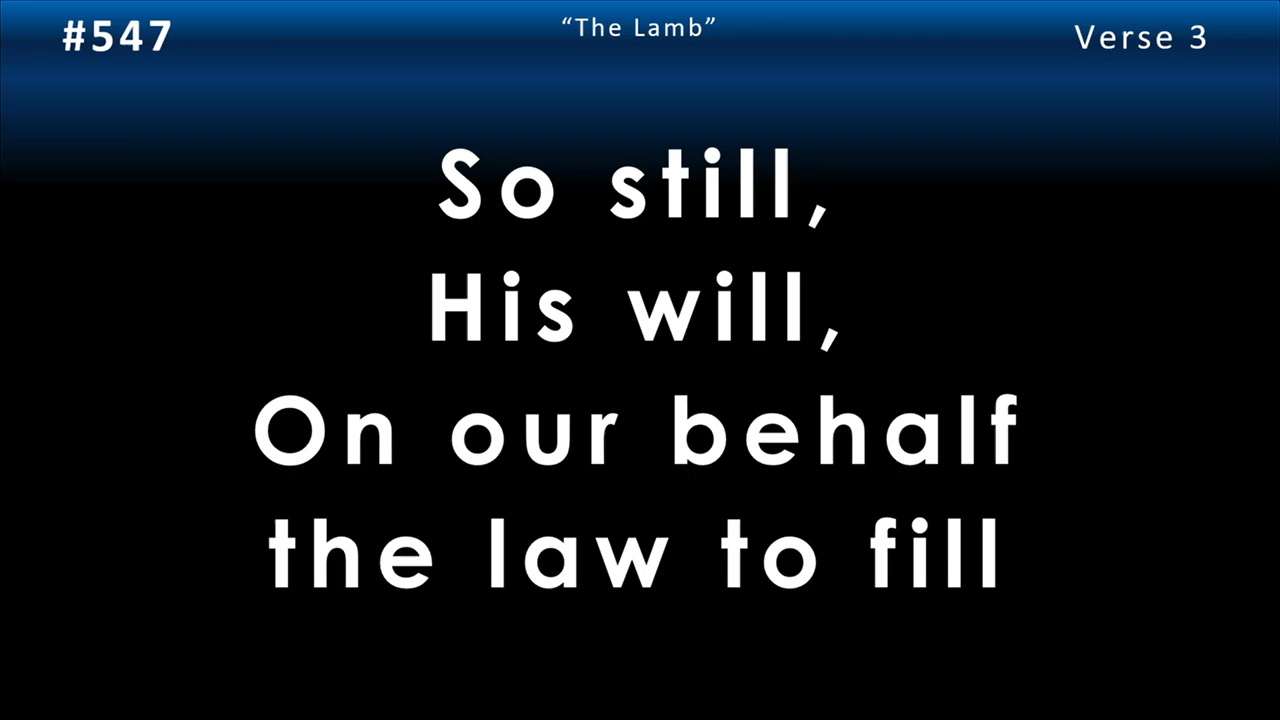 #547
“The Lamb”
Verse 3
So still,
His will,
On our behalf
the law to fill